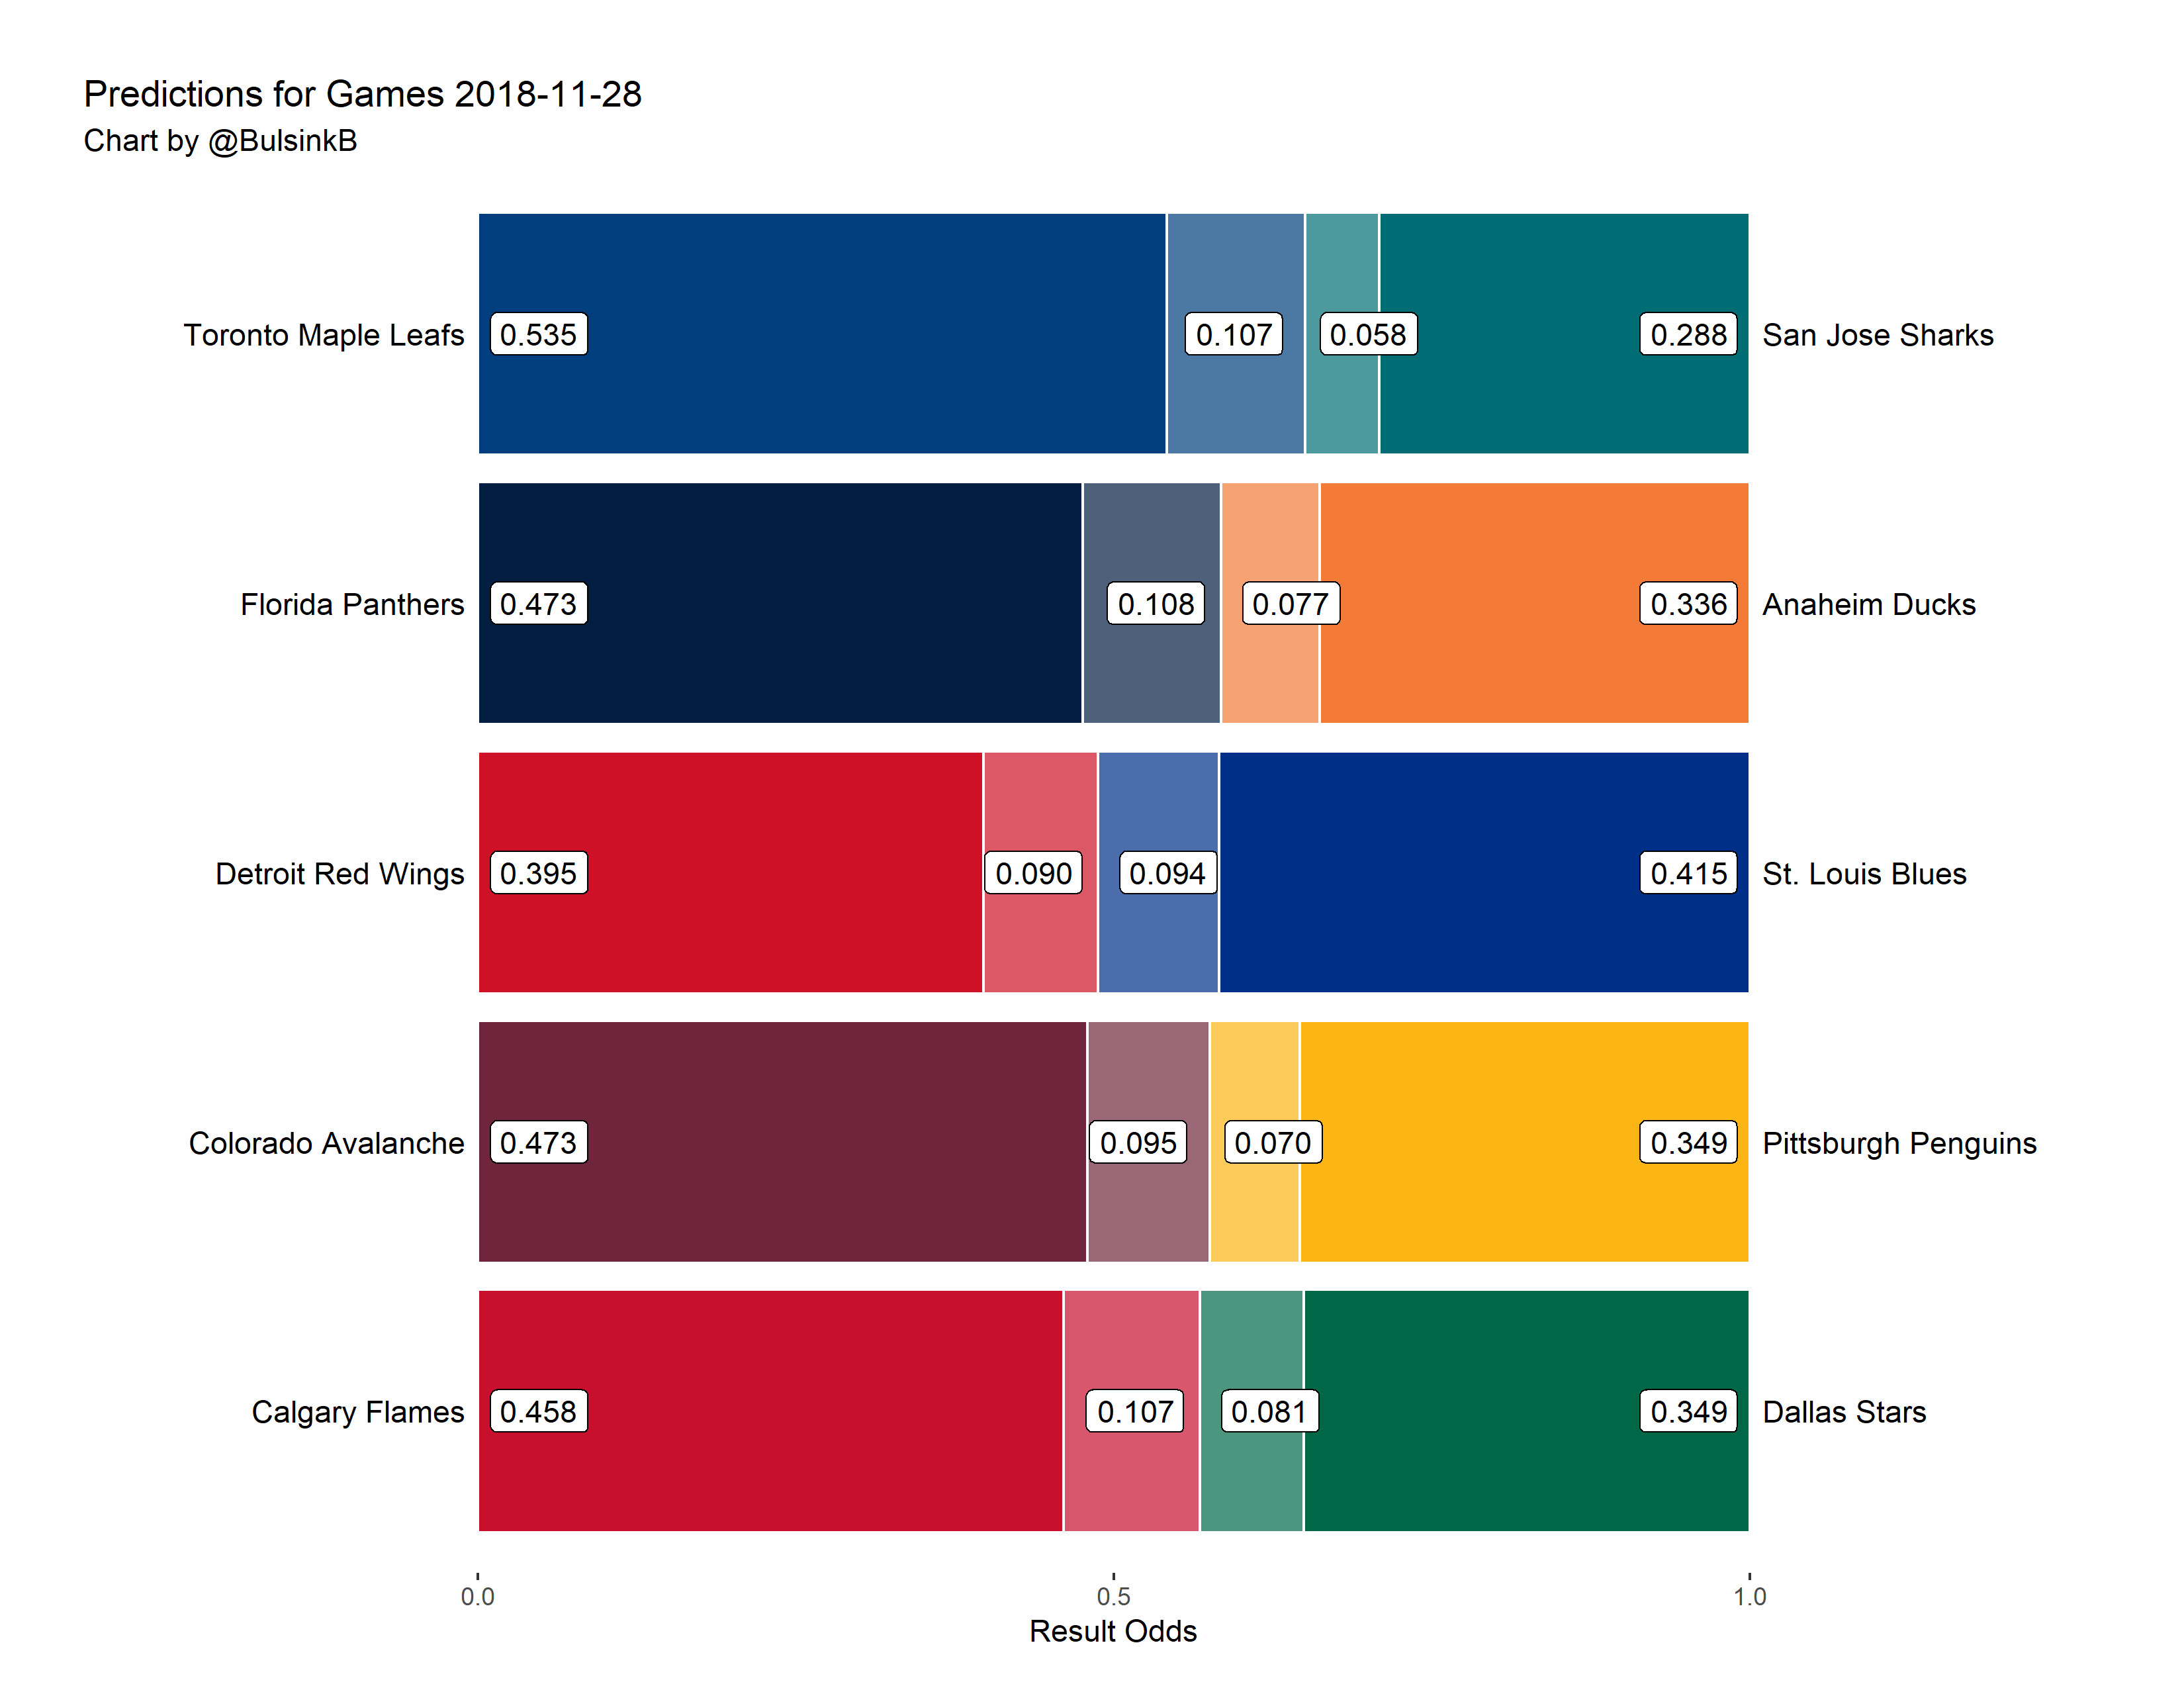 Predictions for Games 2018-11-28
Chart by @BulsinkB
Toronto Maple Leafs 0.535 0.107 0.058 0.288 San Jose Sharks
Florida Panthers 0.473 0.108 0.077 0.336 Anaheim Ducks
Detroit Red Wings 0.395 0.090 0.094 0.415 St. Louis Blues
Colorado Avalanche 0.473 0.095 0.070 0.349 Pittsburgh Penguins
Calgary Flames 0.458 0.107 0.081 0.349 Dallas Stars
0.0 0.5 1.0
Result Odds